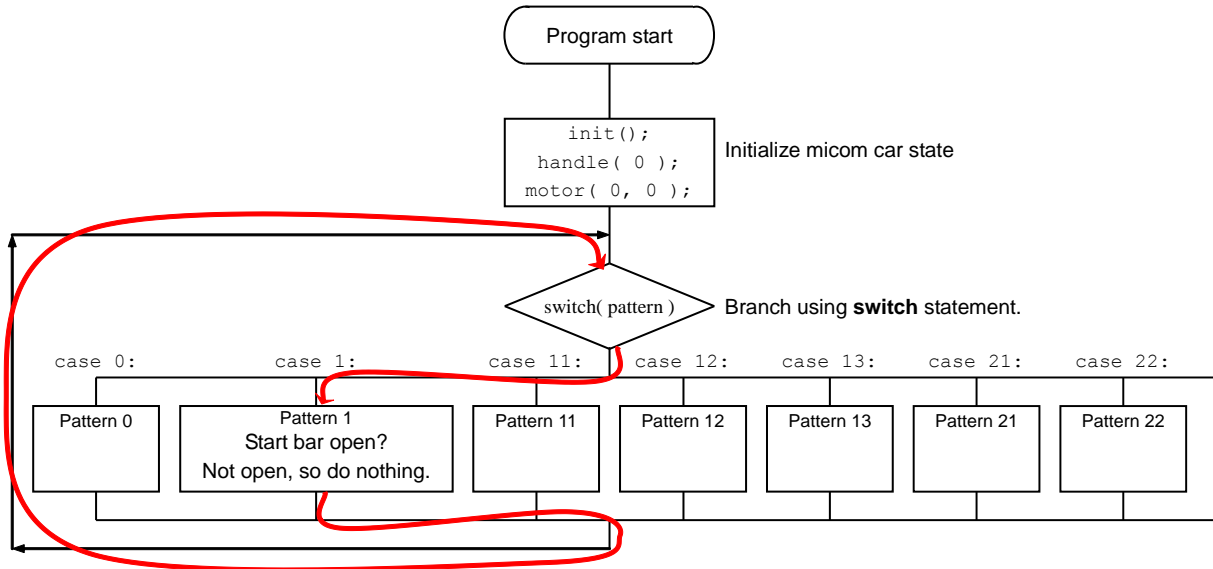 Program start
init();
handle( 0 );
motor( 0, 0 );
Initialize micom car state
switch( pattern )
Branch using switch statement.
case 0:
case 1:
case 11:
case 12:
case 13:
case 21:
case 22:
Pattern 0
Pattern 1
Start bar open?
Not open, so do nothing.
Pattern 11
Pattern 12
Pattern 13
Pattern 21
Pattern 22